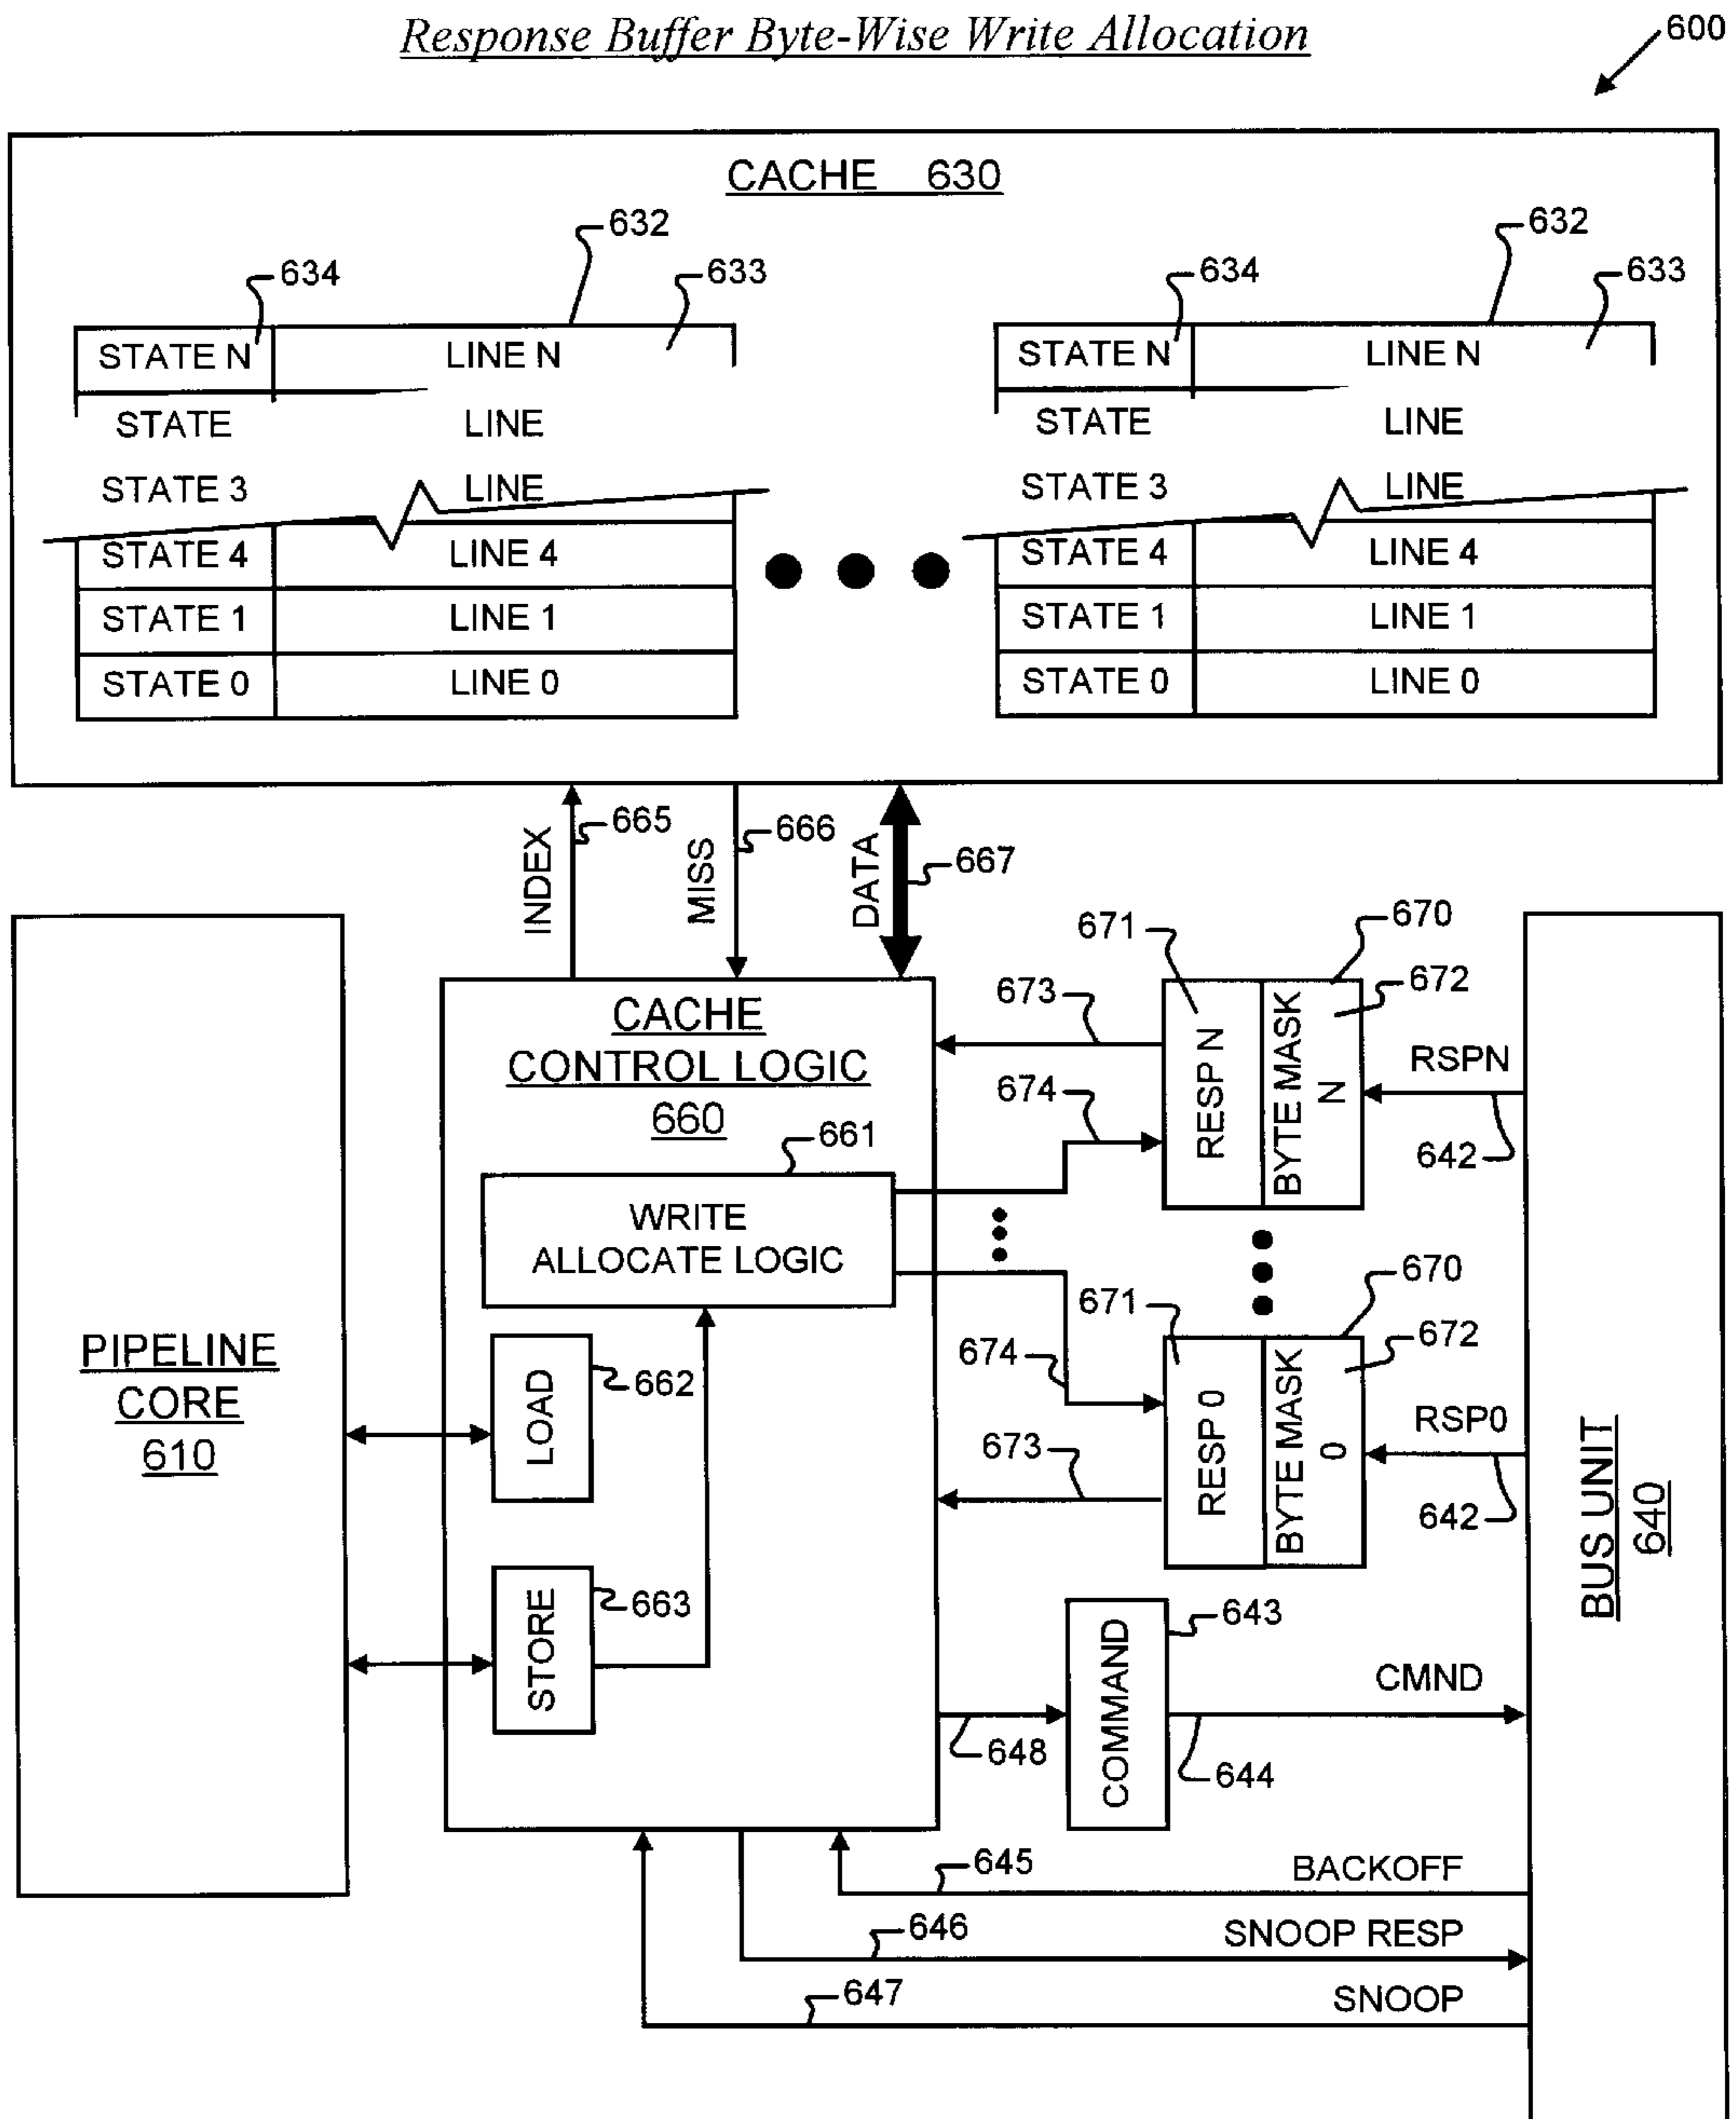 Response Buffer Byte-Wise Write Allocation
600
CACHE 630
632
632
634
633
634
633
STATE N LINE N
STATE LINE
STATE 3 LINE
STATE 4 LINE 4
STATE 1 LINE 1
STATE 0 LINE 0
STATE N LINE N
STATE LINE
STATE 3 LINE
STATE 4 LINE 4
STATE 1 LINE 1
STATE 0 LINE 0
INDEX
665
MISS
666
DATA
667
PIPELINE
CORE
610
CACHE
CONTROL LOGIC
660
661
WRITE
ALLOCATE LOGIC
LOAD
662
STORE
663
671
670
672
673
674
RESP N
BYTE MASK
N
RSPN
642
671
670
672
674
673
RESP 0
BYTE MASK
0
RSP0
642
BUS UNIT
640
643
COMMAND
648
CMND
644
645
BACKOFF
646
SNOOP RESP
647
SNOOP